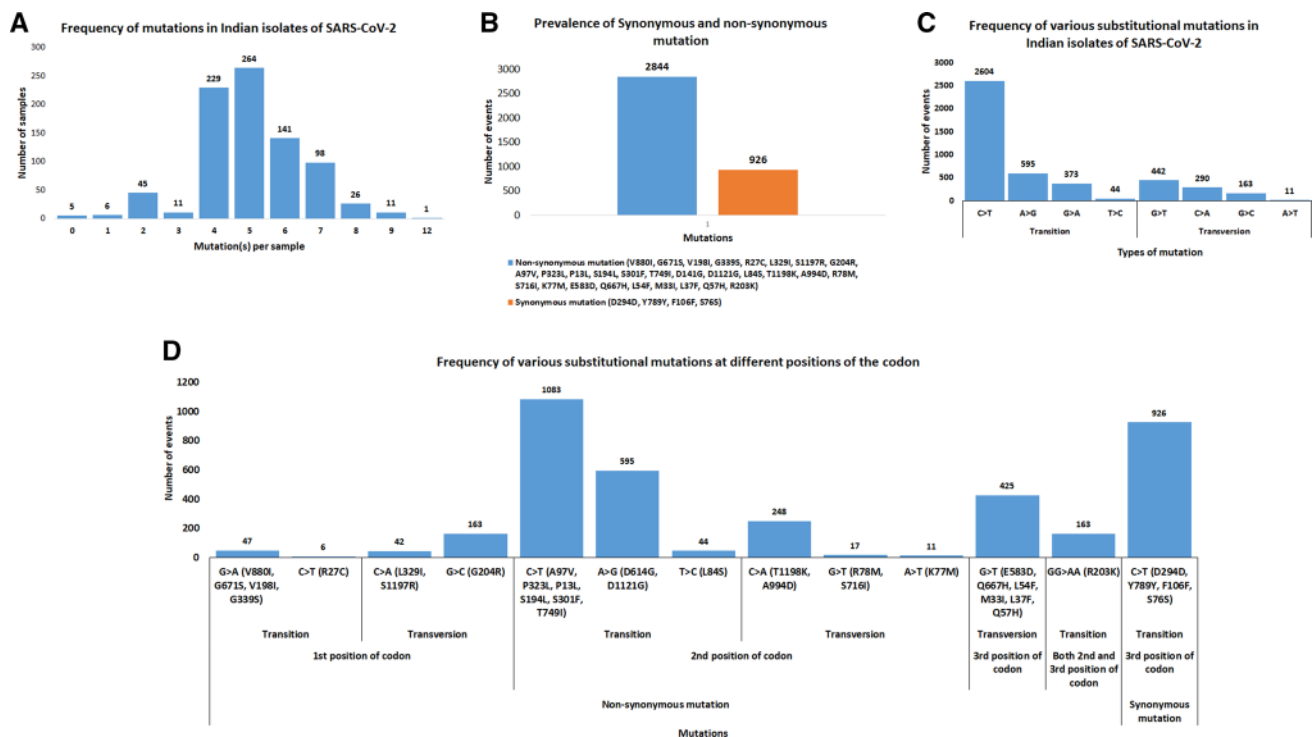 A
Frequency of mutations in Indian isolates of SARS-CoV-2
Number of samples
300
250
200
150
100
50
0
5
6
45
11
229
264
141
98
26
11
1
0 1 2 3 4 5 6 7 8 9 12
Mutation(s) per sample
B
Prevalence of Synonymous and non-synonymous
mutation
Number of events
3000
2500
2000
1500
1000
500
0
2844
926
1
Mutations
Non-synonymous mutation (V880I, G671S, V198I, G339S, R27C, L329I, S1197R, G204R,
A97V, P323L, P13L, S194L, S301F, T749I, D141G, D1121G, L84S, T1198K, A994D, R78M,
S716I, K77M, E583D, Q667H, L54F, M33I, L37F, Q57H, R203K)
Synonymous mutation (D294D, Y789Y, F106F, S76S)
C
Frequency of various substitutional mutations in
Indian isolates of SARS-CoV-2
Number of events
3000
2500
2000
1500
1000
500
0
2604
595
373
44
442
290
163
11
C>T A>G G>A T>C G>T C>A G>C A>T
Transition Transversion
Types of mutation
D
Frequency of various substitutional mutations at different positions of the codon
Number of events
1200
1000
800
600
400
200
0
47
6
42
163
1083
595
44
248
17
11
425
163
926
G>A (V880I,
G671S, V198I,
G339S)
C>T (R27C)
C>A (L329I,
S1197R)
G>C (G204R)
C>T (A97V,
P323L, P13L,
S194L, S301F,
T749I)
A>G (D614G,
D1121G)
T>C (L84S)
C>A (T1198K,
A994D)
G>T (R78M,
S716I)
A>T (K77M)
G>T (E583D,
Q667H, L54F,
M33I, L37F,
Q57H)
GG>AA (R203K)
C>T (D294D,
Y789Y, F106F,
S76S)
Transition Transversion Transition Transversion Transversion Transition Transition
1st position of codon
2nd position of codon
3rd position of
codon
Both 2nd and
3rd position of
codon
3rd position of
codon
Non-synonymous mutation
Synonymous
mutation
Mutations